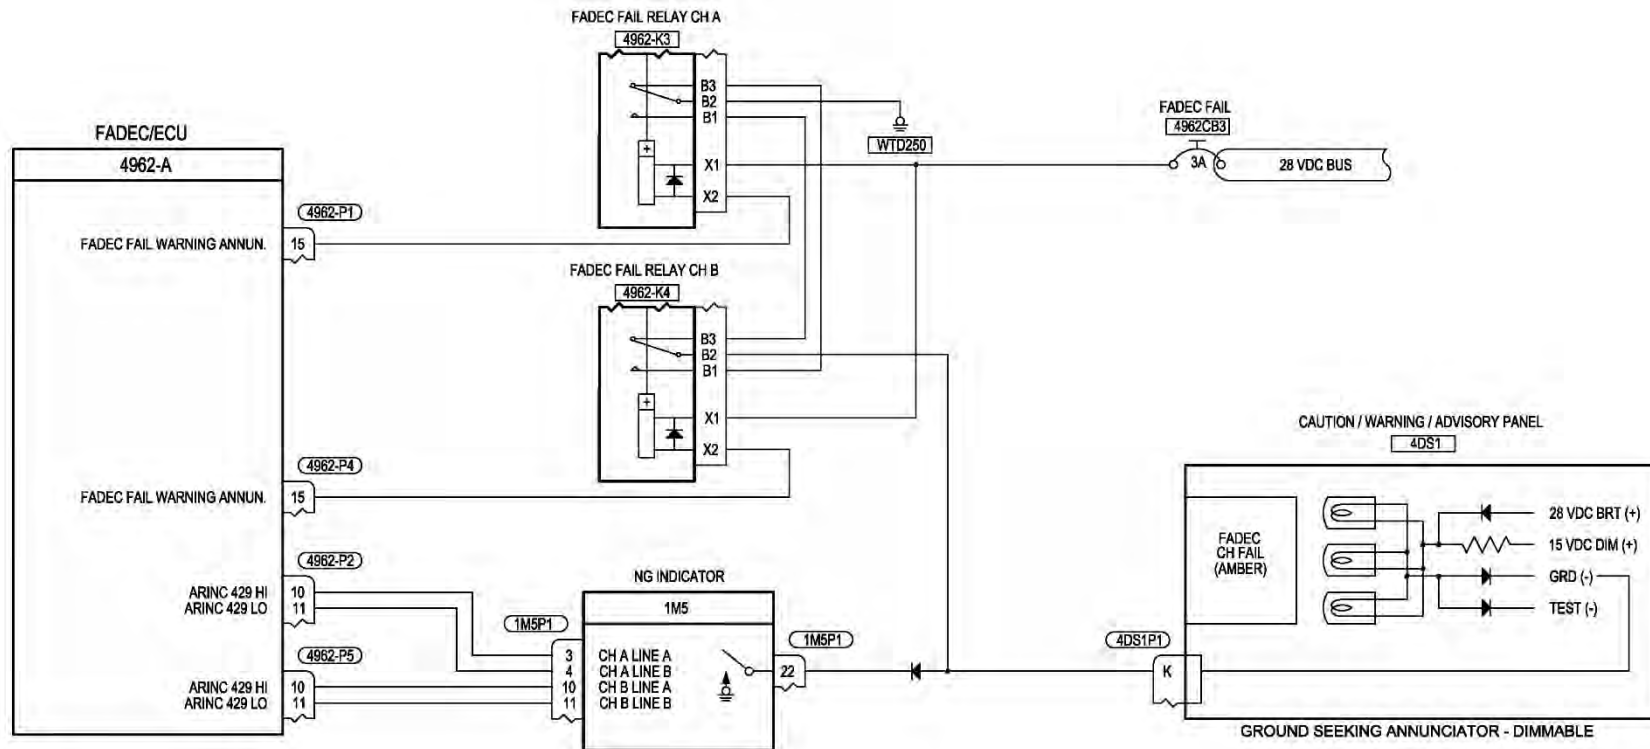 FADEC FAIL RELAY CH A
4962-K3
B3
B2
B1
X1
X2
WTD250
FADEC FAIL
4962CB3
3A
28 VDC BUS
FADEC/ECU
4962-A
4962-P1
FADEC FAIL WARNING ANNUN.
15
FADEC FAIL RELAY CH B
4962-K4
B3
B2
B1
X1
X2
4962-P4
FADEC FAIL WARNING ANNUN.
15
4962-P2
ARINC 429 HI
10
ARINC 429 LO
11
4962-P5
ARINC 429 HI
10
ARINC 429 LO
11
NG INDICATOR
1M5
1M5P1
3
CH A LINE A
4
CH A LINE B
10
CH B LINE A
11
CH B LINE B
1M5P1
22
CAUTION / WARNING / ADVISORY PANEL
4DS1
FADEC
CH FAIL
(AMBER)
28 VDC BRT (+)
15 VDC DIM (+)
GRD (-)
TEST (-)
4DS1P1
K
GROUND SEEKING ANNUNCIATOR - DIMMABLE